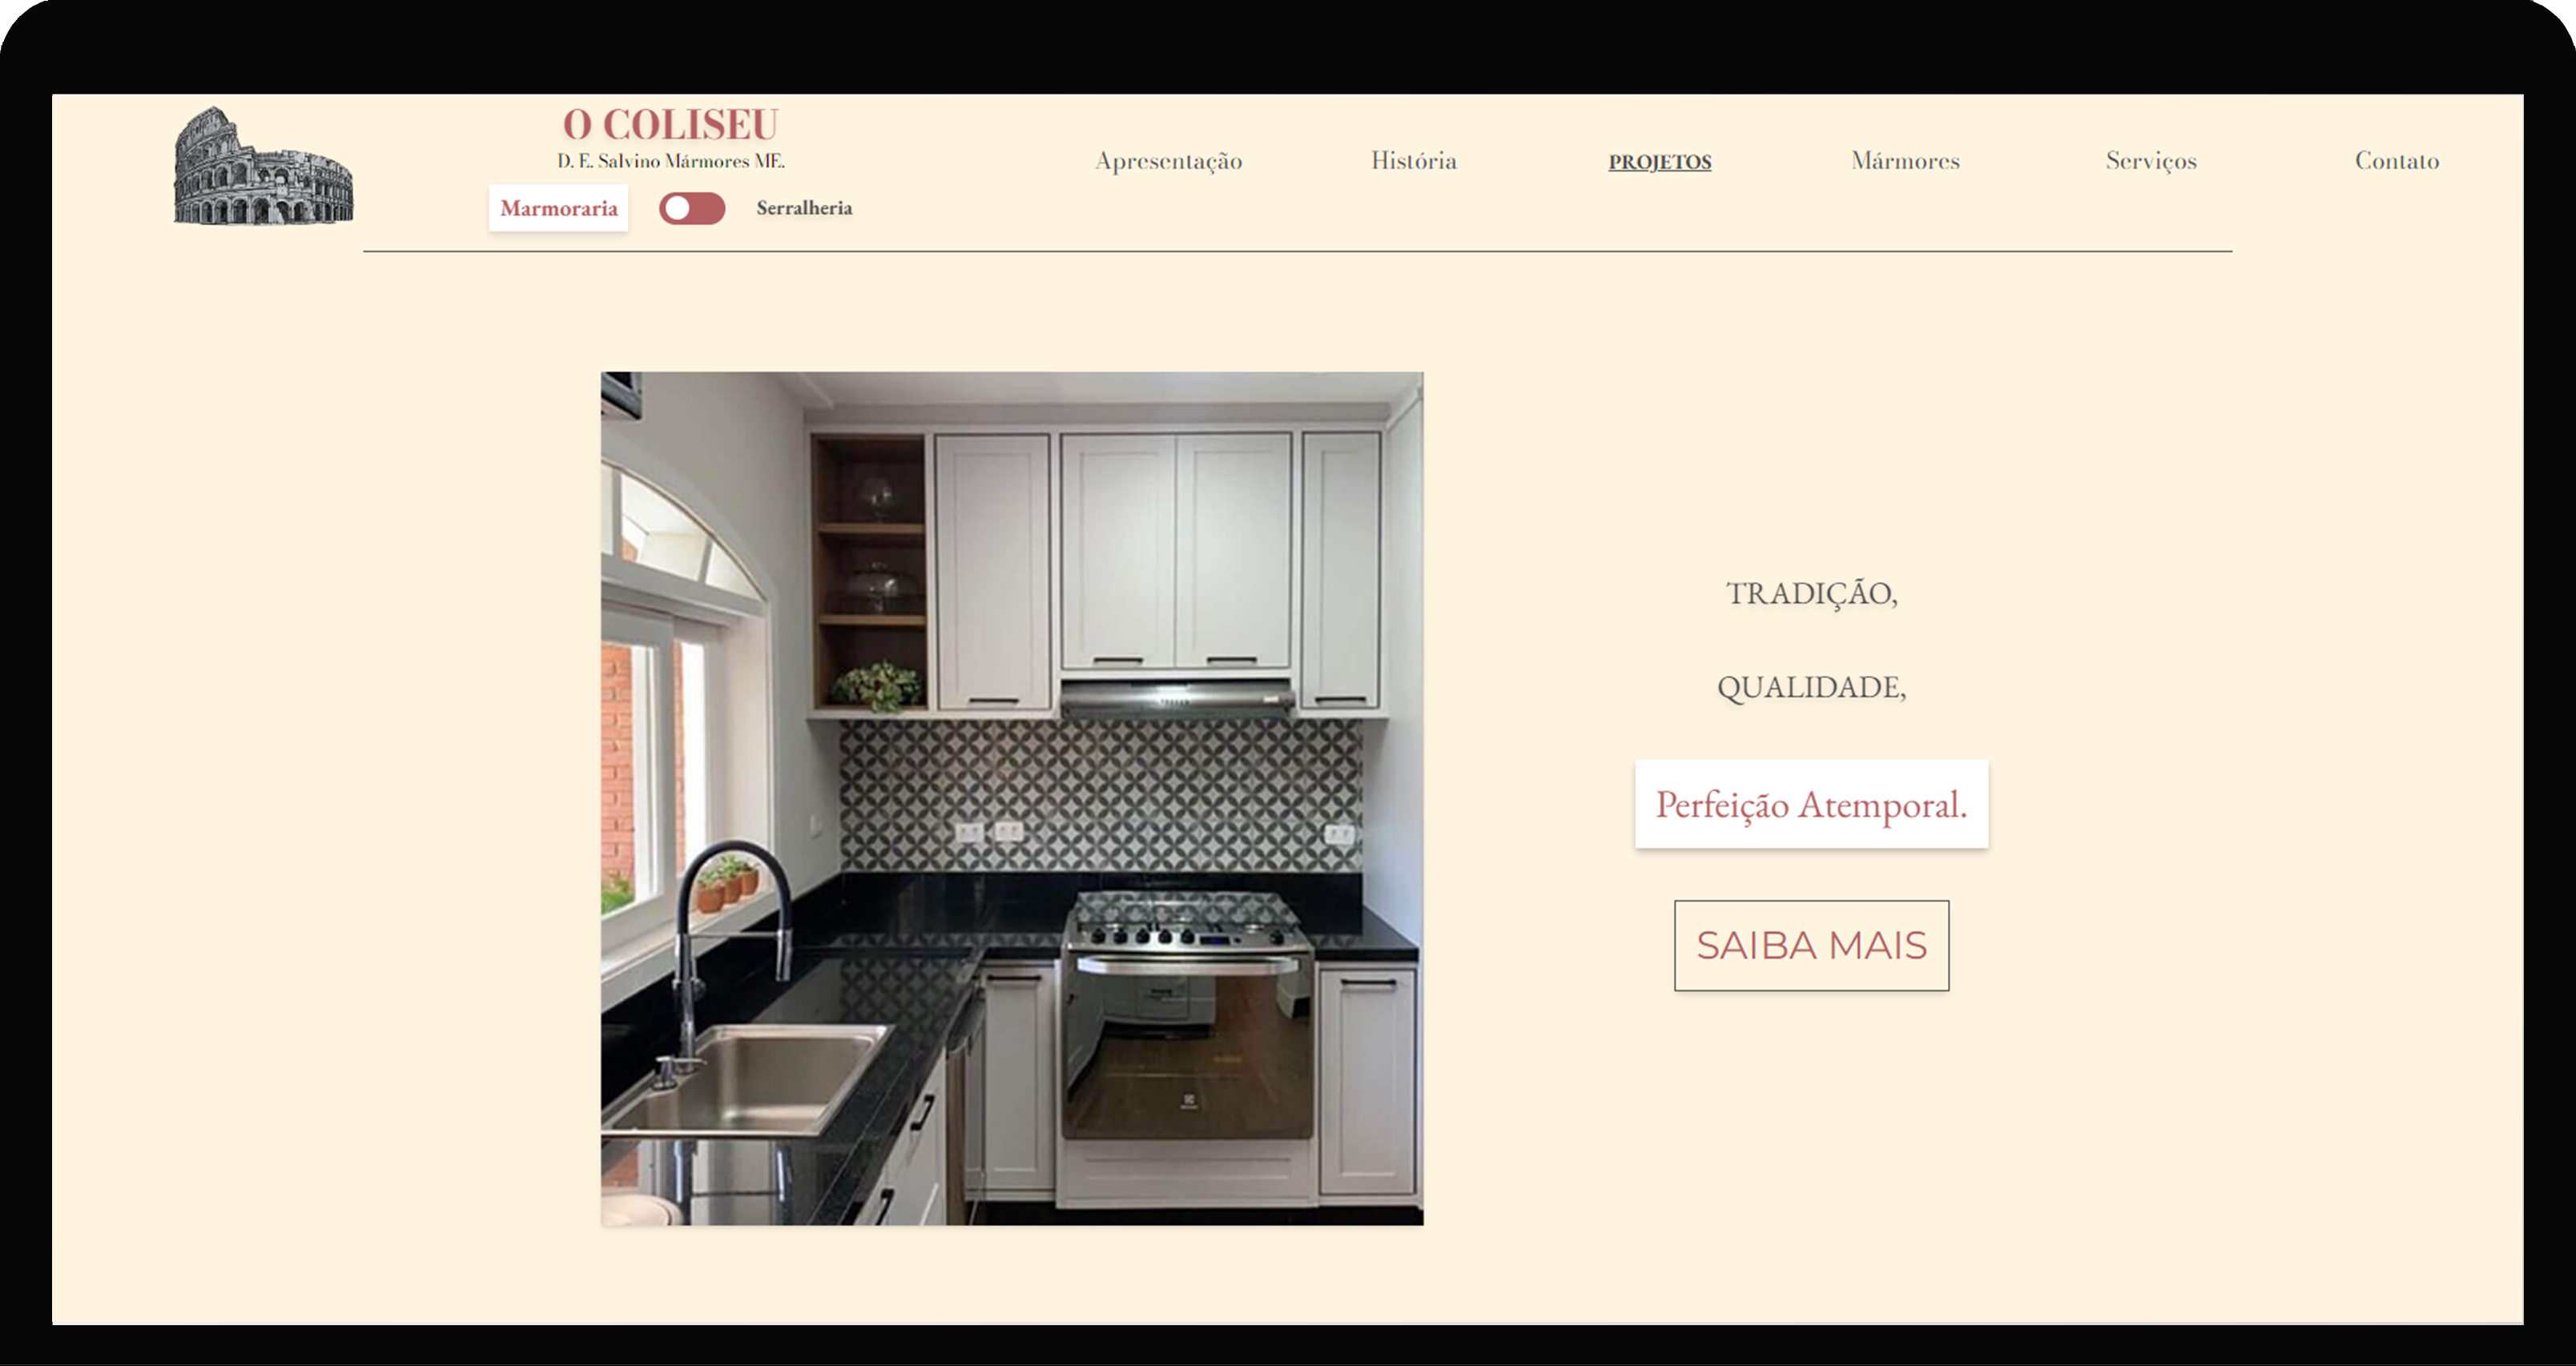 O COLISEU
D. E. Salvino Mármores ME.
Marmoraria
Serralheria
Apresentação
História
PROJETOS
Mármores
Serviços
Contato
TRADIÇÃO,
QUALIDADE,
Perfeição Atemporal.
SAIBA MAIS